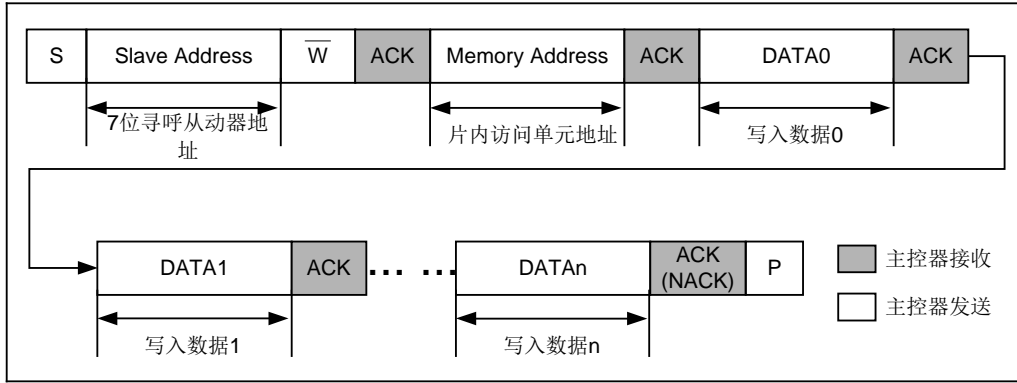 S Slave Address W ACK Memory Address ACK DATA0 ACK
7位寻呼从动器地
址
片内访问单元地址
写入数据0
DATA1 ACK ... ... DATAn ACK
(NACK) P
主控器接收
主控器发送
写入数据1
写入数据n